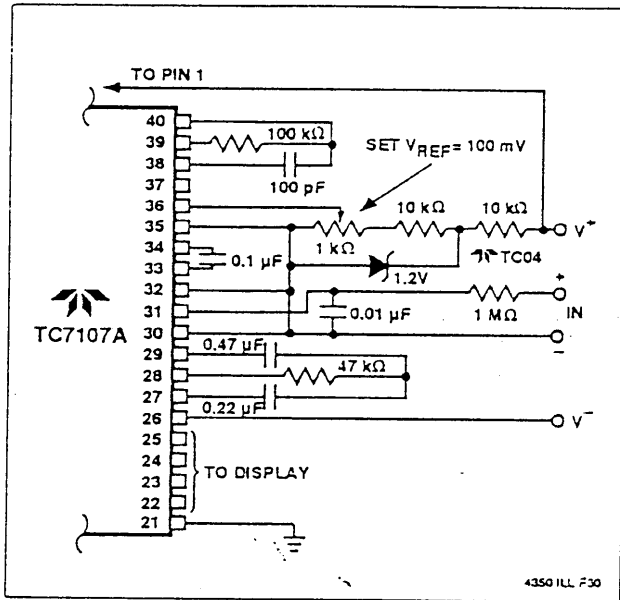 TO PIN 1
40
39
100 kΩ
SET V_REF = 100 mV
38
37
100 pF
36
10 kΩ
10 kΩ
35
V⁺
34
1 kΩ
TC04
0.1 µF
33
1.2V
+
32
31
0.01 µF
1 MΩ
IN
TC7107A
30
−
29
0.47 µF
28
47 kΩ
27
0.22 µF
26
V⁻
25
24
TO DISPLAY
23
22
21
4350 ILL F30